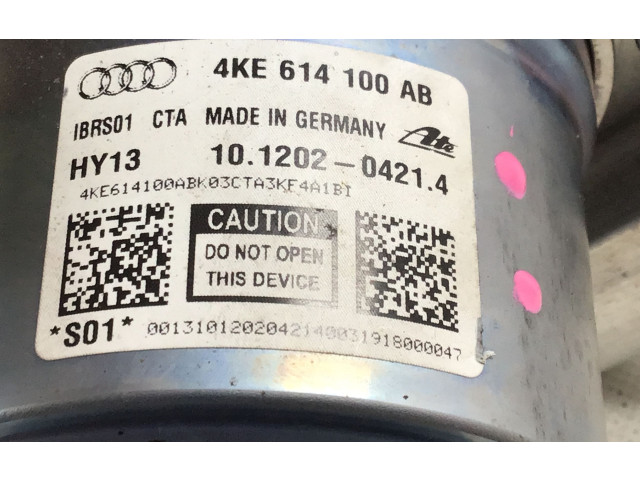 4KE 614 100 AB
IBRS01 CTA MADE IN GERMANY Ate
HY13 10.1202-0421.4
4KE614100ABK03CTA3KF4A1BI
CAUTION
DO NOT OPEN
THIS DEVICE
*S01* 0013101202042140031918000047